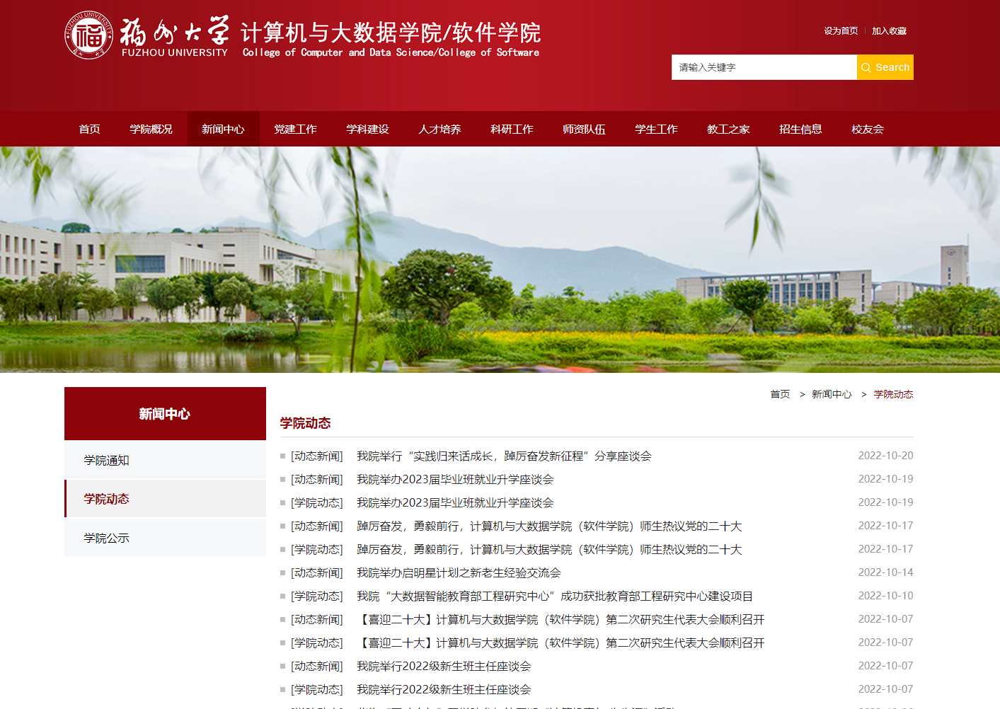 福州大学 计算机与大数据学院/软件学院
FUZHOU UNIVERSITY College of Computer and Data Science/College of Software
设为首页 | 加入收藏
请输入关键字 Search
首页 学院概况 新闻中心 党建工作 学科建设 人才培养 科研工作 师资队伍 学生工作 教工之家 招生信息 校友会
首页 > 新闻中心 > 学院动态
新闻中心
学院通知
学院动态
学院公示
学院动态
[动态新闻] 我院举行“实践归来话成长，踔厉奋发新征程”分享座谈会 2022-10-20
[动态新闻] 我院举办2023届毕业班就业升学座谈会 2022-10-19
[学院动态] 我院举办2023届毕业班就业升学座谈会 2022-10-19
[动态新闻] 踔厉奋发，勇毅前行，计算机与大数据学院（软件学院）师生热议党的二十大 2022-10-17
[学院动态] 踔厉奋发，勇毅前行，计算机与大数据学院（软件学院）师生热议党的二十大 2022-10-17
[动态新闻] 我院举办启明星计划之新老生经验交流会 2022-10-14
[学院动态] 我院“大数据智能教育部工程研究中心”成功获批教育部工程研究中心建设项目 2022-10-10
[动态新闻] 【喜迎二十大】计算机与大数据学院（软件学院）第二次研究生代表大会顺利召开 2022-10-07
[学院动态] 【喜迎二十大】计算机与大数据学院（软件学院）第二次研究生代表大会顺利召开 2022-10-07
[动态新闻] 我院举行2022级新生班主任座谈会 2022-10-07
[学院动态] 我院举行2022级新生班主任座谈会 2022-10-07